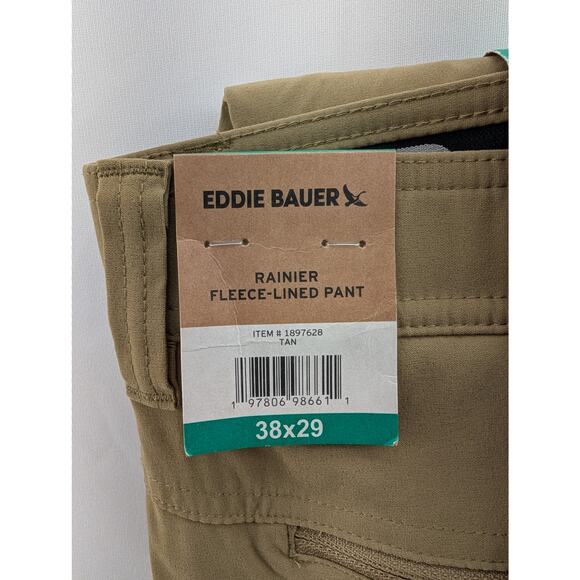 EDDIE BAUER
RAINIER
FLEECE-LINED PANT
ITEM # 1897628
TAN
1 97806 98661 1
38x29